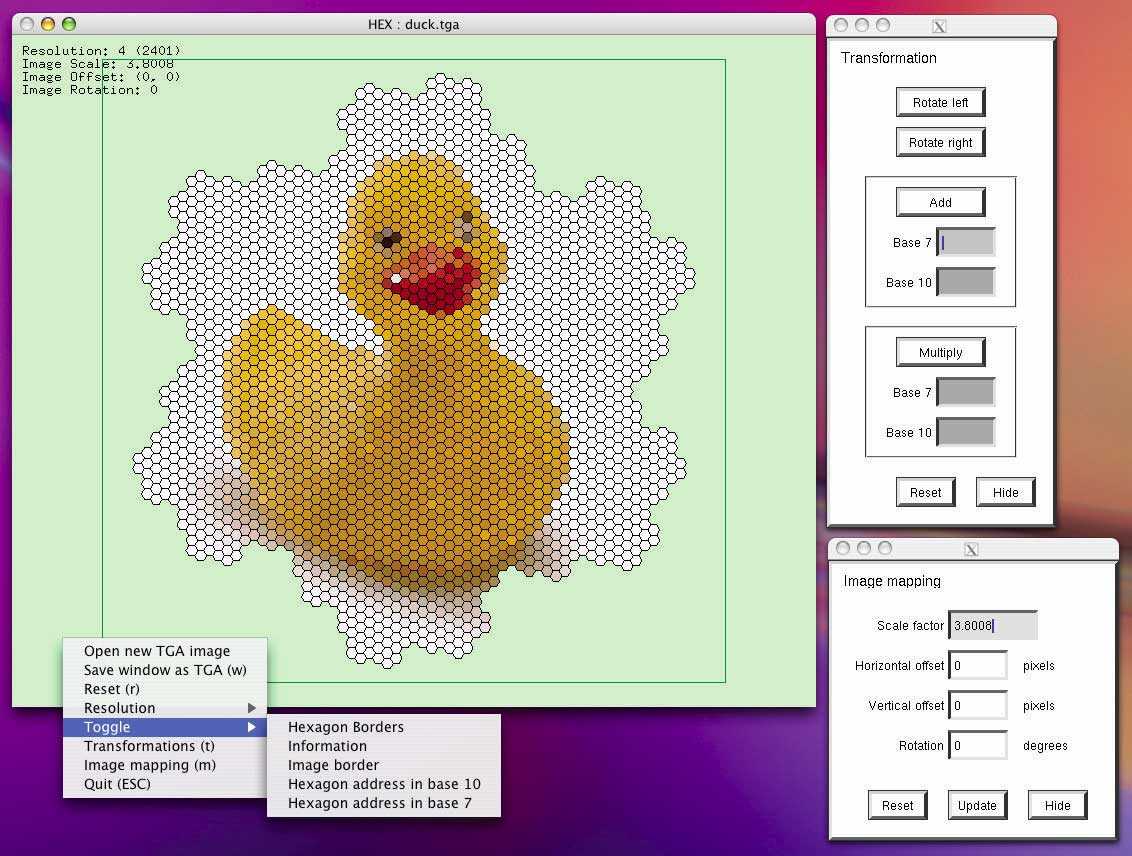 HEX : duck.tga
Resolution: 4 (2401)
Image Scale: 3.8008
Image Offset: (0, 0)
Image Rotation: 0
Open new TGA image
Save window as TGA (w)
Reset (r)
Resolution
Toggle
Transformations (t)
Image mapping (m)
Quit (ESC)
Hexagon Borders
Information
Image border
Hexagon address in base 10
Hexagon address in base 7
X
Transformation
Rotate left
Rotate right
Add
Base 7
Base 10
Multiply
Base 7
Base 10
Reset Hide
X
Image mapping
Scale factor 3.8008
Horizontal offset 0 pixels
Vertical offset 0 pixels
Rotation 0 degrees
Reset Update Hide